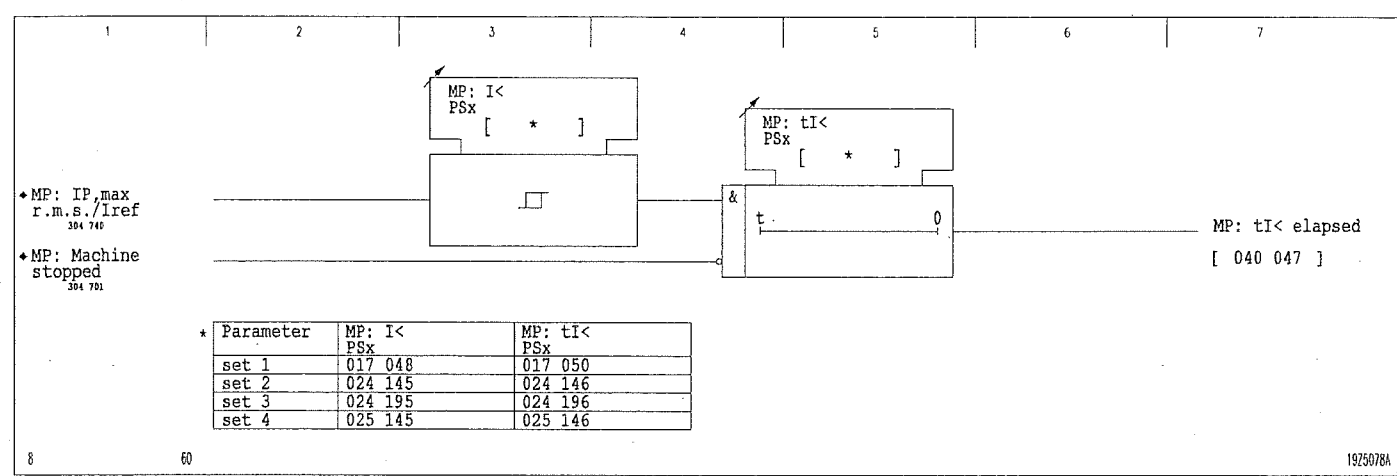 1 2 3 4 5 6 7
MP: I<
PSx
[ * ]
MP: tI<
PSx
[ * ]
MP: IP,max
r.m.s./Iref
304 740
&
t 0
MP: tI< elapsed
[ 040 047 ]
MP: Machine
stopped
304 701
* Parameter MP: I< PSx MP: tI< PSx
set 1 017 048 017 050
set 2 024 145 024 146
set 3 024 195 024 196
set 4 025 145 025 146
8 60 19Z5078A